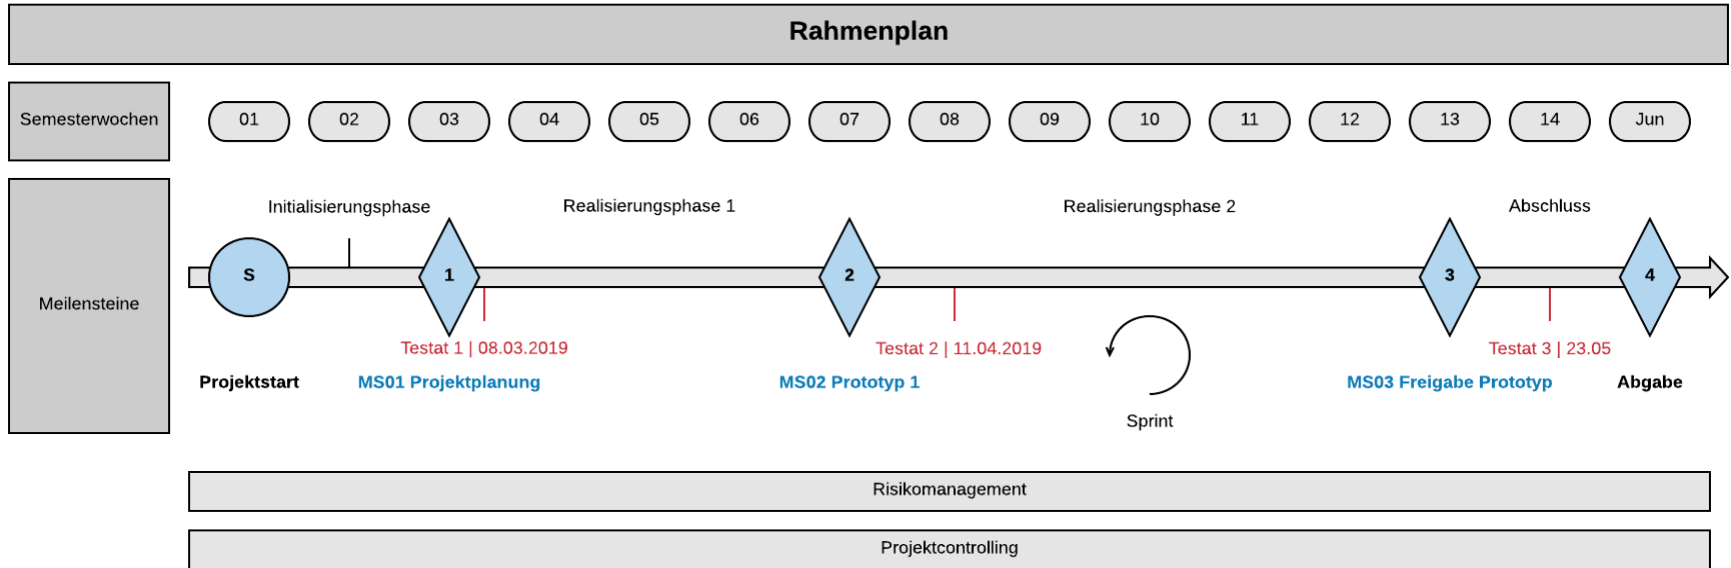 Rahmenplan
Semesterwochen
01 02 03 04 05 06 07 08 09 10 11 12 13 14 Jun
Initialisierungsphase Realisierungsphase 1 Realisierungsphase 2 Abschluss
Meilensteine
S 1 2 3 4
Testat 1 | 08.03.2019 Testat 2 | 11.04.2019 Testat 3 | 23.05
Projektstart MS01 Projektplanung MS02 Prototyp 1 MS03 Freigabe Prototyp Abgabe
Sprint
Risikomanagement
Projektcontrolling